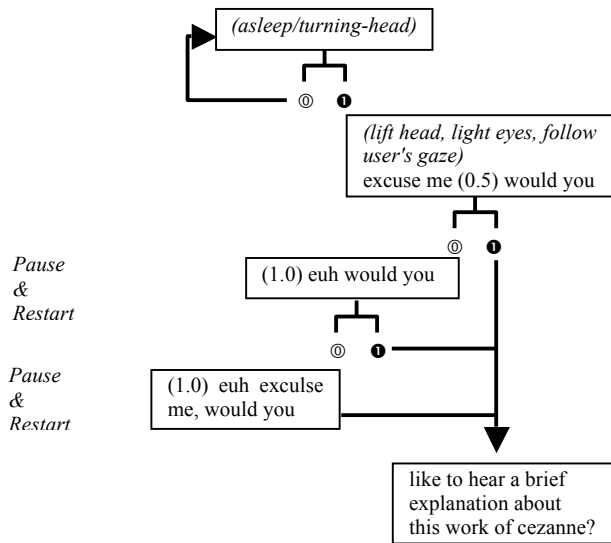 (asleep/turning-head)
⓪ ❶
(lift head, light eyes, follow
user's gaze)
excuse me (0.5) would you
⓪ ❶
Pause
&
Restart
(1.0) euh would you
⓪ ❶
Pause
&
Restart
(1.0) euh exculse
me, would you
like to hear a brief
explanation about
this work of cezanne?